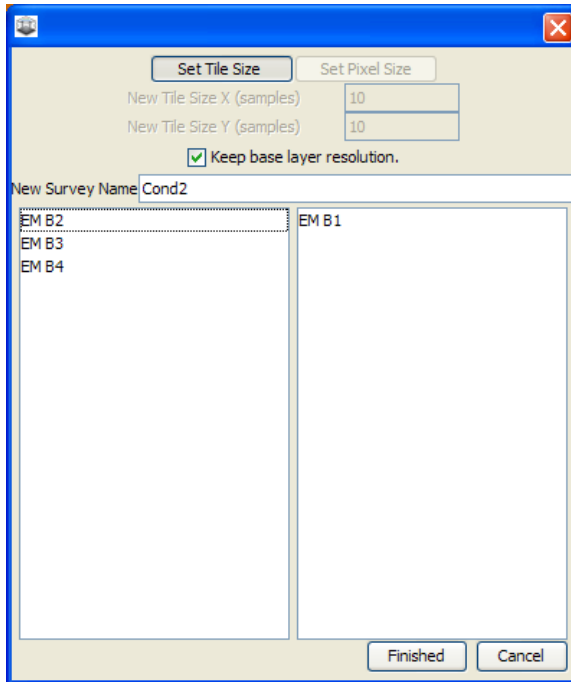 Set Tile Size Set Pixel Size
New Tile Size X (samples) 10
New Tile Size Y (samples) 10
Keep base layer resolution.
New Survey Name Cond2
EM B2 EM B1
EM B3
EM B4
Finished Cancel